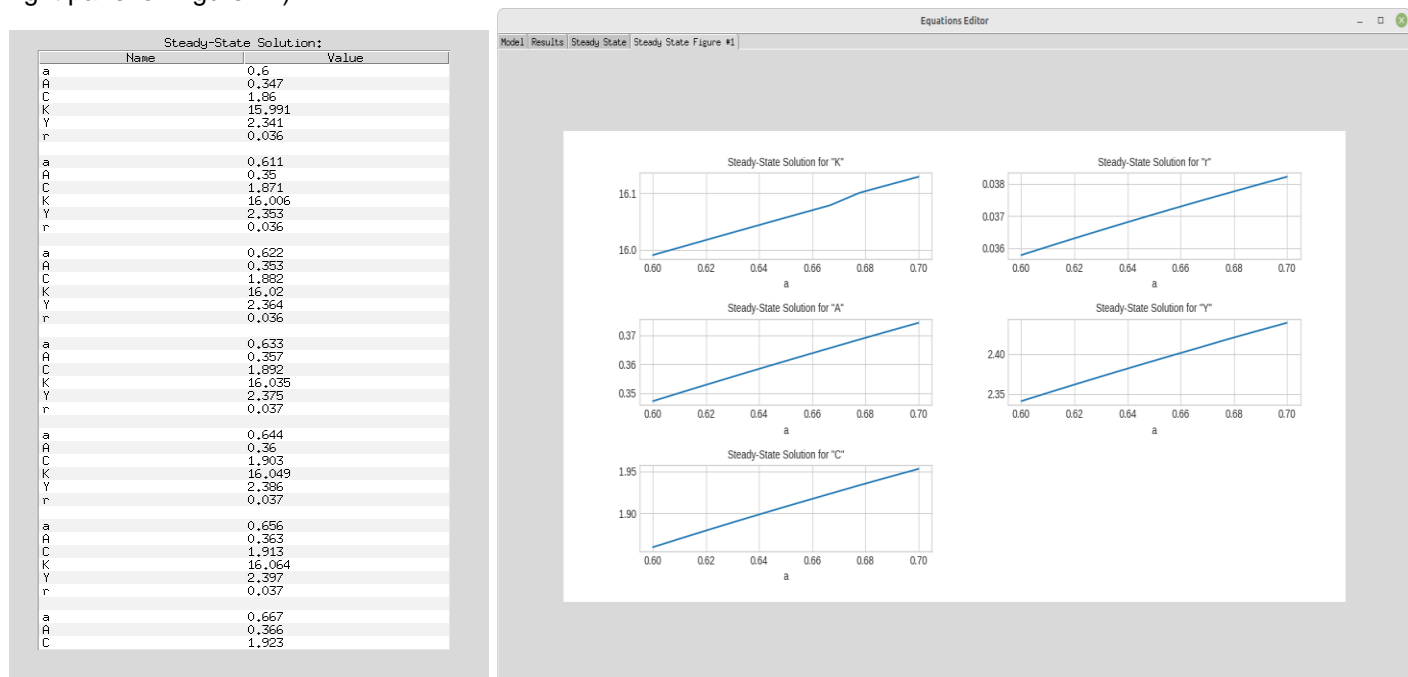 Steady-State Solution:
Name Value
a 0.6
A 0.347
C 1.86
K 15.991
Y 2.341
r 0.036
a 0.611
A 0.35
C 1.871
K 16.006
Y 2.353
r 0.036
a 0.622
A 0.353
C 1.882
K 16.02
Y 2.364
r 0.036
a 0.633
A 0.357
C 1.892
K 16.035
Y 2.375
r 0.037
a 0.644
A 0.36
C 1.903
K 16.049
Y 2.386
r 0.037
a 0.656
A 0.363
C 1.913
K 16.064
Y 2.397
r 0.037
a 0.667
A 0.366
C 1.923
Equations Editor
Model Results Steady State Steady State Figure #1
Steady-State Solution for "K"
16.1
16.0
0.60 0.62 0.64 0.66 0.68 0.70
a
Steady-State Solution for "r"
0.038
0.037
0.036
0.60 0.62 0.64 0.66 0.68 0.70
a
Steady-State Solution for "A"
0.37
0.36
0.35
0.60 0.62 0.64 0.66 0.68 0.70
a
Steady-State Solution for "Y"
2.40
2.35
0.60 0.62 0.64 0.66 0.68 0.70
a
Steady-State Solution for "C"
1.95
1.90
0.60 0.62 0.64 0.66 0.68 0.70
a